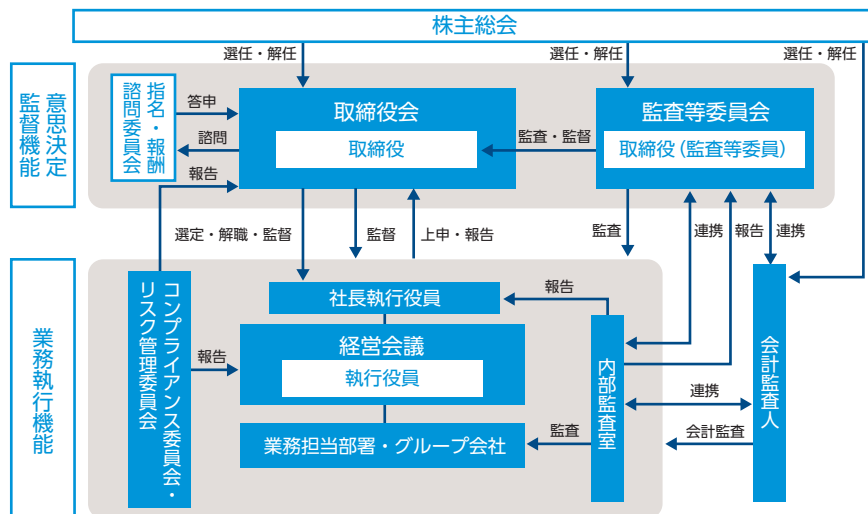 株主総会
選任・解任
選任・解任
選任・解任
意思決定
監督機能
指名・報酬
諮問委員会
答申
諮問
報告
取締役会
取締役
監査・監督
監査等委員会
取締役(監査等委員)
選定・解職・監督
監督
上申・報告
監査
連携
報告
連携
業務執行機能
コンプライアンス委員会・
リスク管理委員会
報告
社長執行役員
経営会議
執行役員
業務担当部署・グループ会社
報告
監査
内部監査室
連携
会計監査
会計監査人